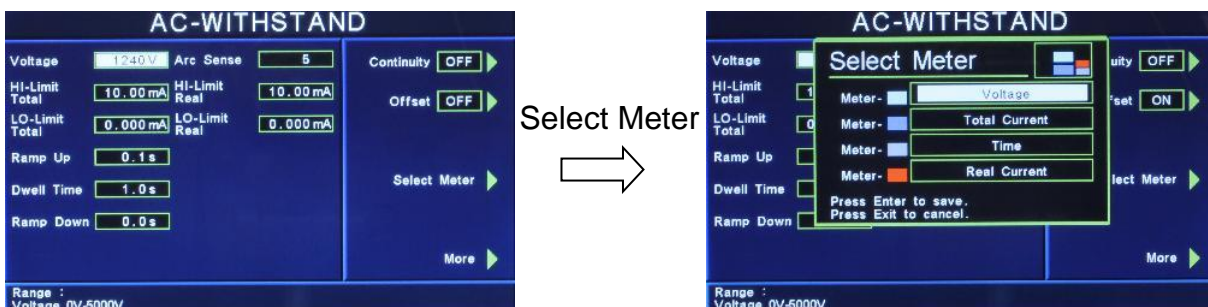 AC-WITHSTAND
Voltage 1240V Arc Sense 5 Continuity OFF
HI-Limit Total 10.00mA HI-Limit Real 10.00mA Offset OFF
LO-Limit Total 0.000mA LO-Limit Real 0.000mA
Ramp Up 0.1s
Dwell Time 1.0s Select Meter
Ramp Down 0.0s
More
Range :
Voltage 0V-5000V
Select Meter
AC-WITHSTAND
Voltage uity OFF
HI-Limit Total 1 set ON
LO-Limit Total 0
Ramp Up
Dwell Time lect Meter
Ramp Down
More
Select Meter
Meter- Voltage
Meter- Total Current
Meter- Time
Meter- Real Current
Press Enter to save.
Press Exit to cancel.
Range :
Voltage 0V-5000V